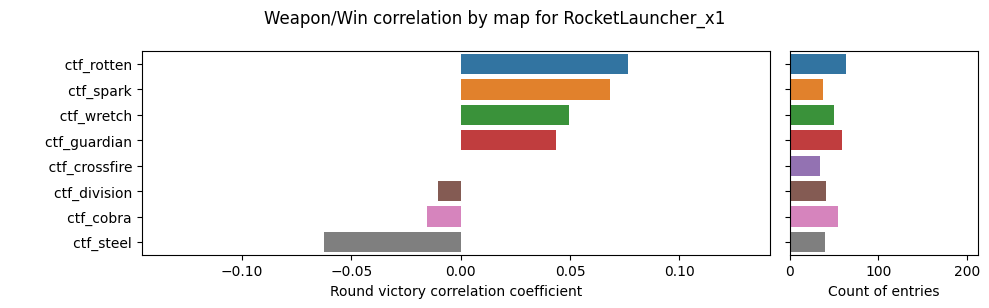 Weapon/Win correlation by map for RocketLauncher_x1
ctf_rotten
ctf_spark
ctf_wretch
ctf_guardian
ctf_crossfire
ctf_division
ctf_cobra
ctf_steel
−0.10 −0.05 0.00 0.05 0.10
Round victory correlation coefficient
0 100 200
Count of entries